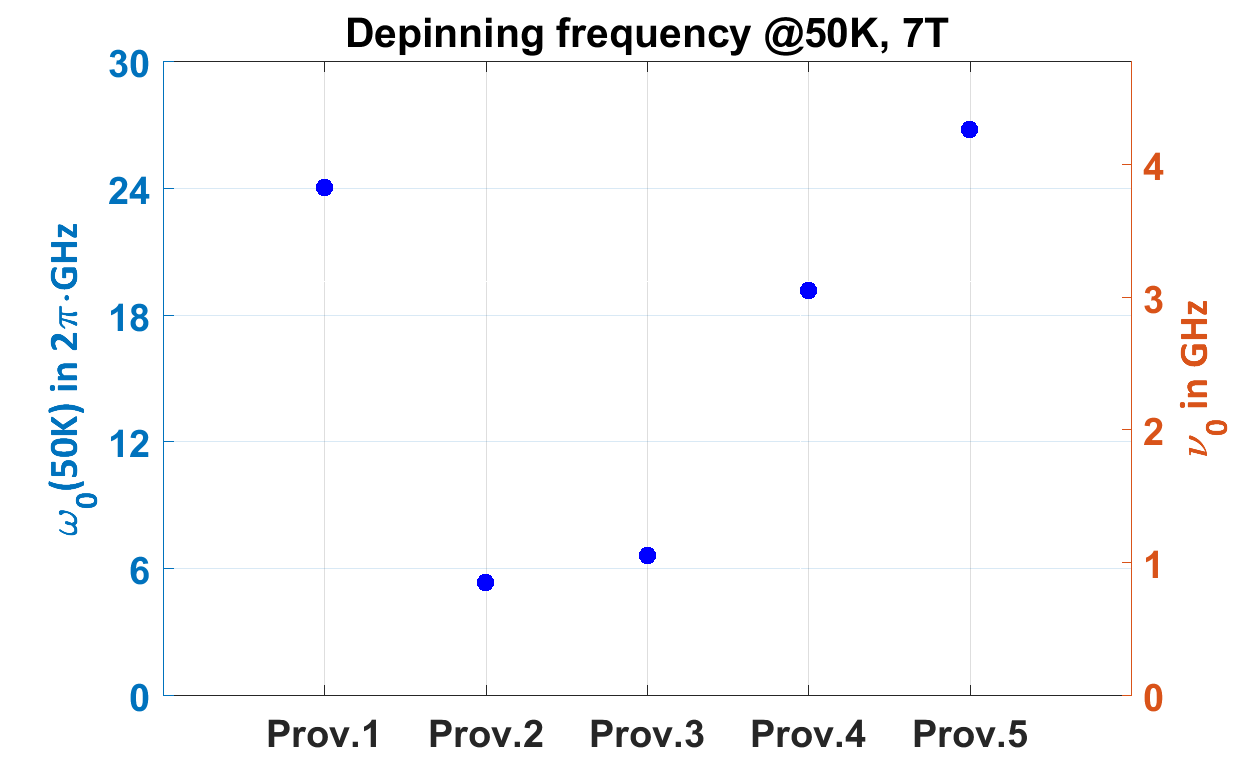 Depinning frequency @50K, 7T
30
24
18
12
6
0
ω₀(50K) in 2π·GHz
4
3
2
1
0
ν₀ in GHz
Prov.1 Prov.2 Prov.3 Prov.4 Prov.5